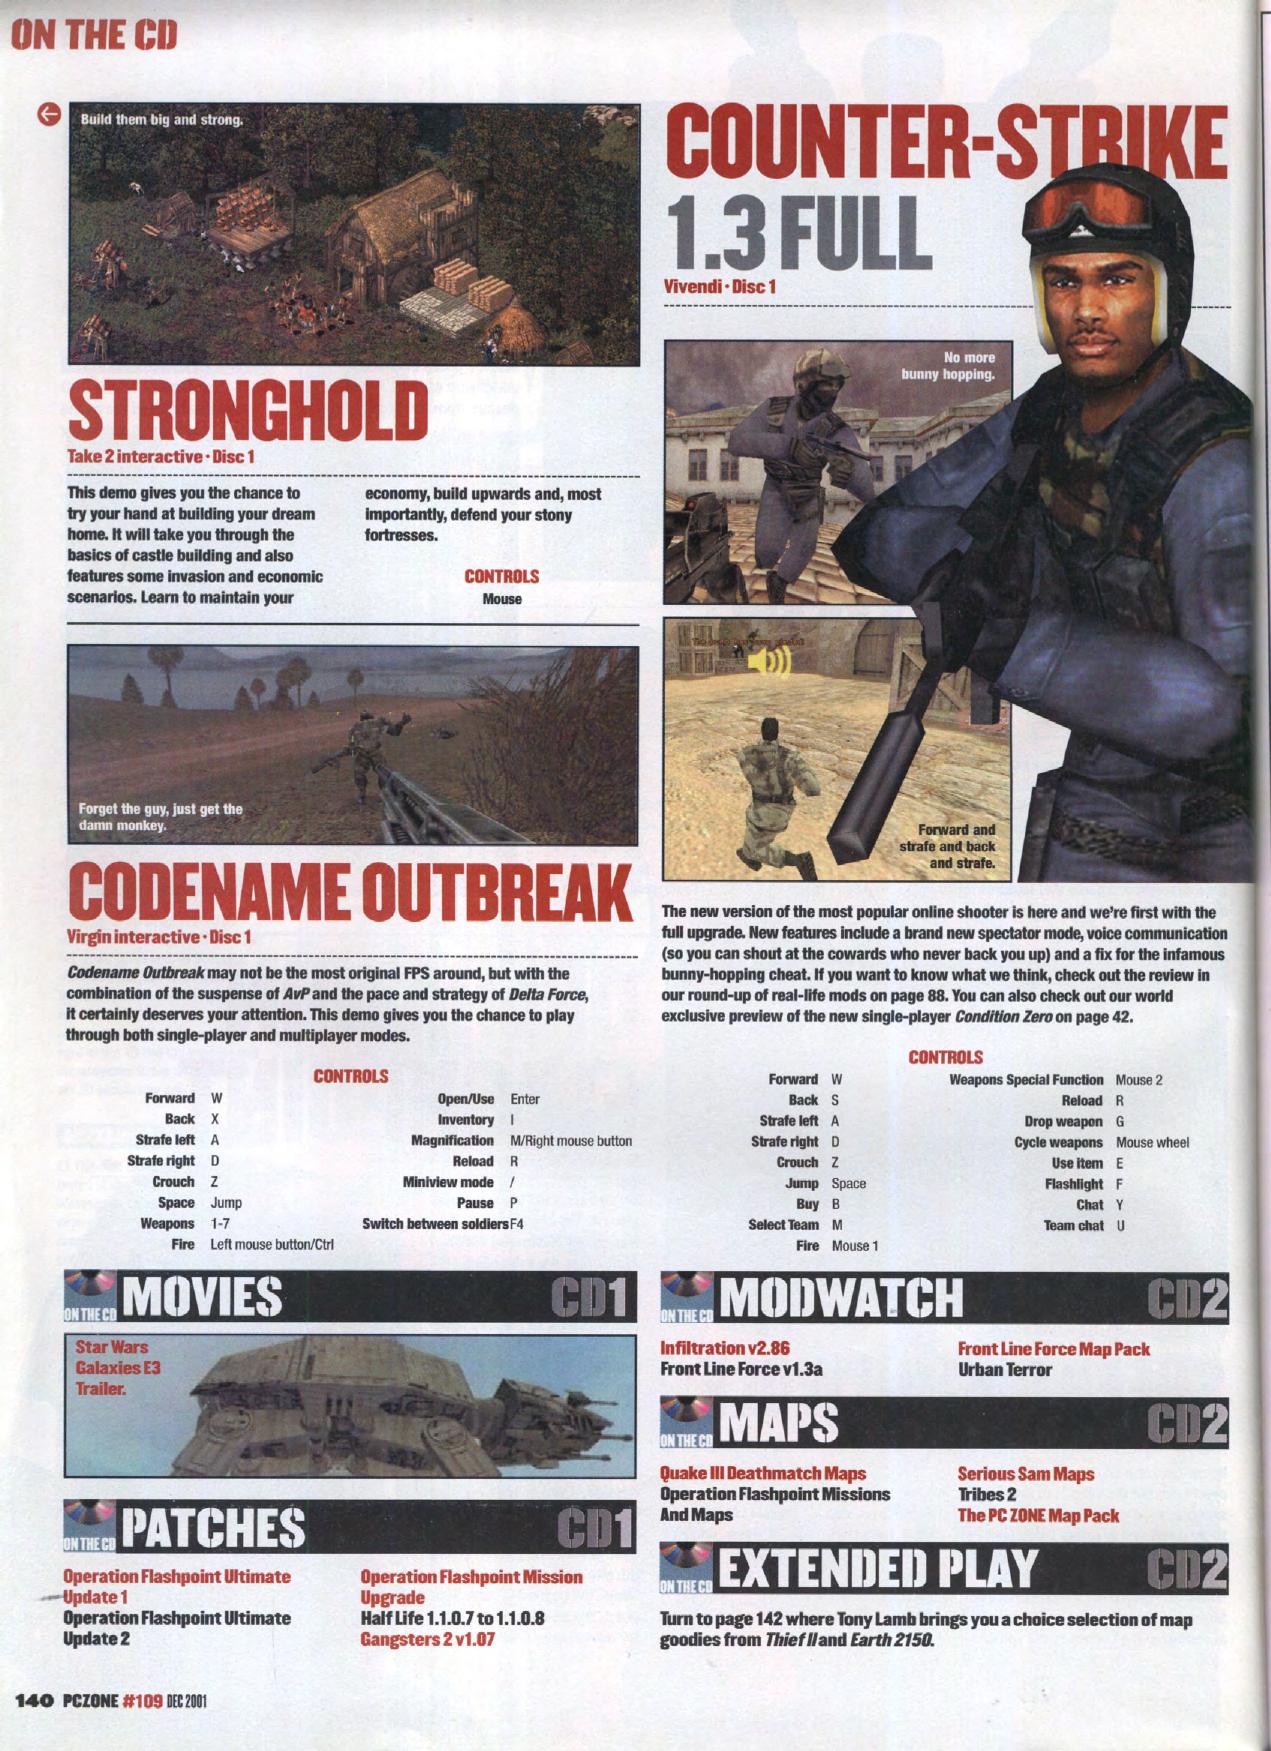 ON THE CD
Build them big and strong.
STRONGHOLD
Take 2 interactive · Disc 1
This demo gives you the chance to
try your hand at building your dream
home. It will take you through the
basics of castle building and also
features some invasion and economic
scenarios. Learn to maintain your
economy, build upwards and, most
importantly, defend your stony
fortresses.
CONTROLS
Mouse
Forget the guy, just get the
damn monkey.
CODENAME OUTBREAK
Virgin interactive · Disc 1
Codename Outbreak may not be the most original FPS around, but with the
combination of the suspense of AvP and the pace and strategy of Delta Force,
it certainly deserves your attention. This demo gives you the chance to play
through both single-player and multiplayer modes.
CONTROLS
Forward W
Back X
Strafe left A
Strafe right D
Crouch Z
Space Jump
Weapons 1-7
Fire Left mouse button/Ctrl
Open/Use Enter
Inventory I
Magnification M/Right mouse button
Reload R
Miniview mode /
Pause P
Switch between soldiers F4
ON THE CD MOVIES CD1
Star Wars
Galaxies E3
Trailer.
ON THE CD PATCHES CD1
Operation Flashpoint Ultimate
Update 1
Operation Flashpoint Ultimate
Update 2
Operation Flashpoint Mission
Upgrade
Half Life 1.1.0.7 to 1.1.0.8
Gangsters 2 v1.07
COUNTER-STRIKE
1.3 FULL
Vivendi · Disc 1
No more
bunny hopping.
Forward and
strafe and back
and strafe.
The new version of the most popular online shooter is here and we're first with the
full upgrade. New features include a brand new spectator mode, voice communication
(so you can shout at the cowards who never back you up) and a fix for the infamous
bunny-hopping cheat. If you want to know what we think, check out the review in
our round-up of real-life mods on page 88. You can also check out our world
exclusive preview of the new single-player Condition Zero on page 42.
CONTROLS
Forward W
Back S
Strafe left A
Strafe right D
Crouch Z
Jump Space
Buy B
Select Team M
Fire Mouse 1
Weapons Special Function Mouse 2
Reload R
Drop weapon G
Cycle weapons Mouse wheel
Use item E
Flashlight F
Chat Y
Team chat U
ON THE CD MODWATCH CD2
Infiltration v2.86
Front Line Force v1.3a
Front Line Force Map Pack
Urban Terror
ON THE CD MAPS CD2
Quake III Deathmatch Maps
Operation Flashpoint Missions
And Maps
Serious Sam Maps
Tribes 2
The PC ZONE Map Pack
ON THE CD EXTENDED PLAY CD2
Turn to page 142 where Tony Lamb brings you a choice selection of map
goodies from Thief II and Earth 2150.
140 PCZONE #109 DEC 2001